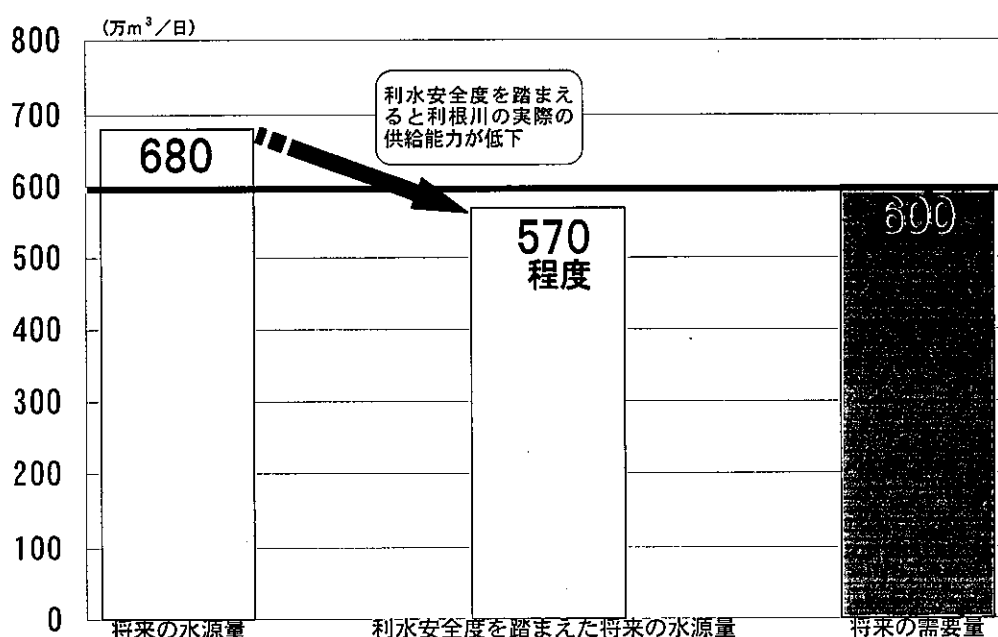 (万m³/日)
800
700
600
500
400
300
200
100
0
利水安全度を踏まえ
ると利根川の実際の
供給能力が低下
680
570
程度
600
将来の水源量
利水安全度を踏まえた将来の水源量
将来の需要量